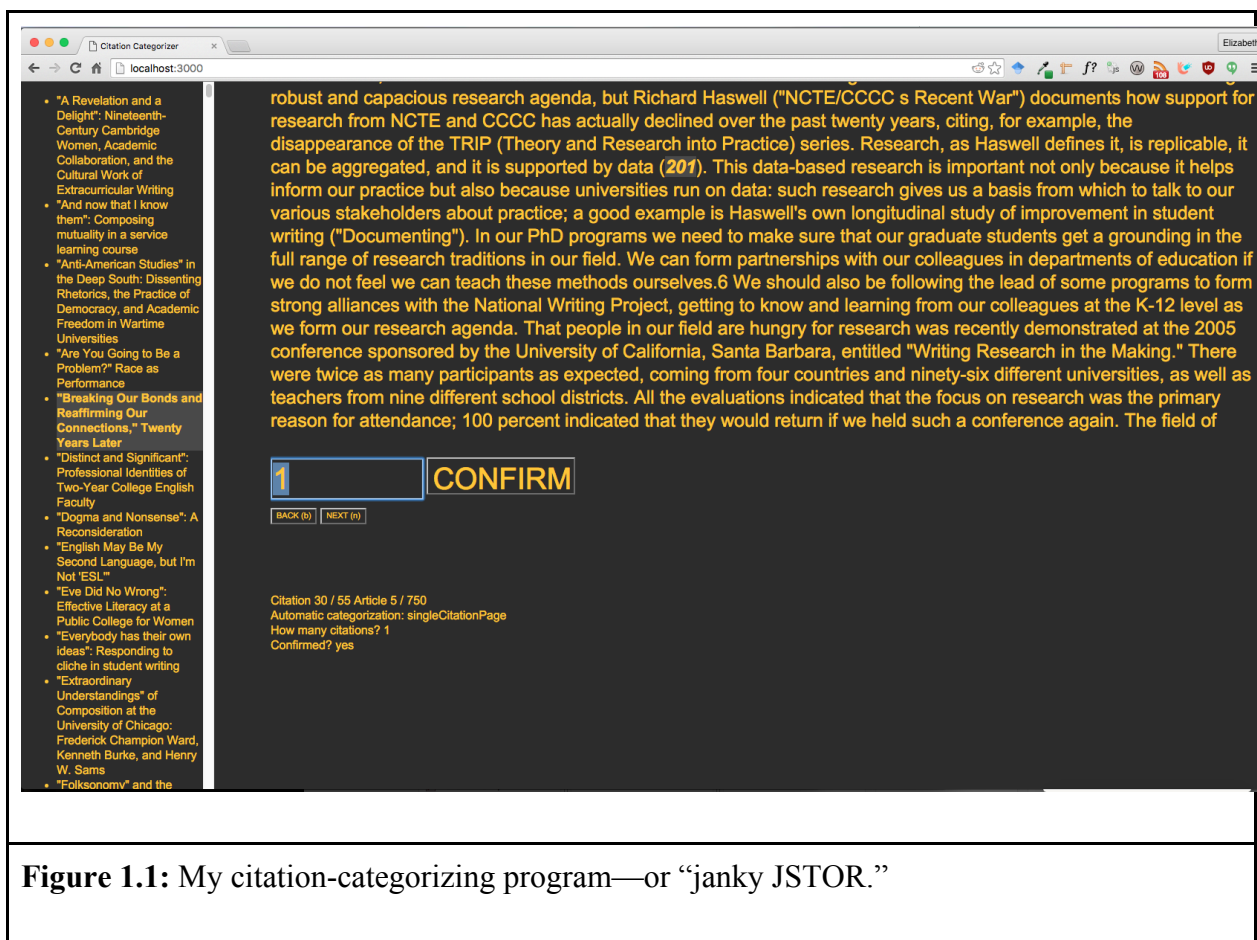 Citation Categorizer
Elizabeth
localhost:3000
f?
js
108
"A Revelation and a
Delight": Nineteenth-
Century Cambridge
Women, Academic
Collaboration, and the
Cultural Work of
Extracurricular Writing
"And now that I know
them": Composing
mutuality in a service
learning course
"Anti-American Studies" in
the Deep South: Dissenting
Rhetorics, the Practice of
Democracy, and Academic
Freedom in Wartime
Universities
"Are You Going to Be a
Problem?" Race as
Performance
"Breaking Our Bonds and
Reaffirming Our
Connections," Twenty
Years Later
"Distinct and Significant":
Professional Identities of
Two-Year College English
Faculty
"Dogma and Nonsense": A
Reconsideration
"English May Be My
Second Language, but I'm
Not 'ESL'"
"Eve Did No Wrong":
Effective Literacy at a
Public College for Women
"Everybody has their own
ideas": Responding to
cliche in student writing
"Extraordinary
Understandings" of
Composition at the
University of Chicago:
Frederick Champion Ward,
Kenneth Burke, and Henry
W. Sams
"Folksonomy" and the
robust and capacious research agenda, but Richard Haswell ("NCTE/CCCC s Recent War") documents how support for
research from NCTE and CCCC has actually declined over the past twenty years, citing, for example, the
disappearance of the TRIP (Theory and Research into Practice) series. Research, as Haswell defines it, is replicable, it
can be aggregated, and it is supported by data (201). This data-based research is important not only because it helps
inform our practice but also because universities run on data: such research gives us a basis from which to talk to our
various stakeholders about practice; a good example is Haswell's own longitudinal study of improvement in student
writing ("Documenting"). In our PhD programs we need to make sure that our graduate students get a grounding in the
full range of research traditions in our field. We can form partnerships with our colleagues in departments of education if
we do not feel we can teach these methods ourselves.6 We should also be following the lead of some programs to form
strong alliances with the National Writing Project, getting to know and learning from our colleagues at the K-12 level as
we form our research agenda. That people in our field are hungry for research was recently demonstrated at the 2005
conference sponsored by the University of California, Santa Barbara, entitled "Writing Research in the Making." There
were twice as many participants as expected, coming from four countries and ninety-six different universities, as well as
teachers from nine different school districts. All the evaluations indicated that the focus on research was the primary
reason for attendance; 100 percent indicated that they would return if we held such a conference again. The field of
1 CONFIRM
BACK (b) NEXT (n)
Citation 30 / 55 Article 5 / 750
Automatic categorization: singleCitationPage
How many citations? 1
Confirmed? yes
Figure 1.1: My citation-categorizing program—or “janky JSTOR.”